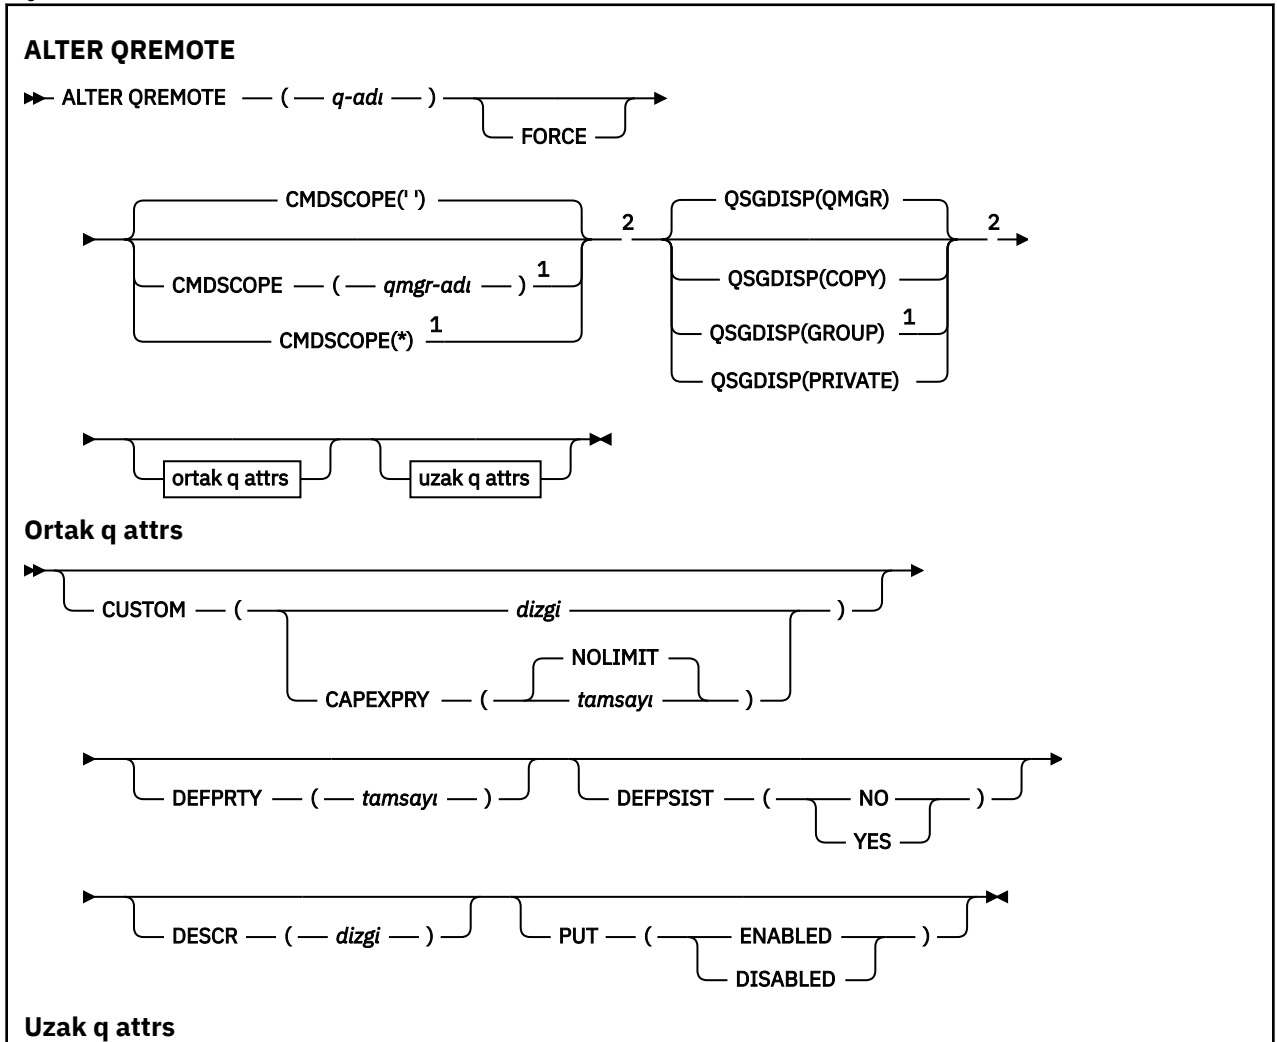 ALTER QREMOTE
ALTER QREMOTE ( q-adı )
FORCE
CMDSCOPE(' ')
CMDSCOPE ( qmgr-adı ) 1
CMDSCOPE(*) 1
2
QSGDISP(QMGR)
QSGDISP(COPY)
QSGDISP(GROUP) 1
QSGDISP(PRIVATE)
2
ortak q attrs
uzak q attrs
Ortak q attrs
CUSTOM ( dizgi )
NOLIMIT
CAPEXPRY ( tamsayı )
DEFPRTY ( tamsayı )
DEFPSIST ( NO )
YES
DESCR ( dizgi )
PUT ( ENABLED )
DISABLED
Uzak q attrs